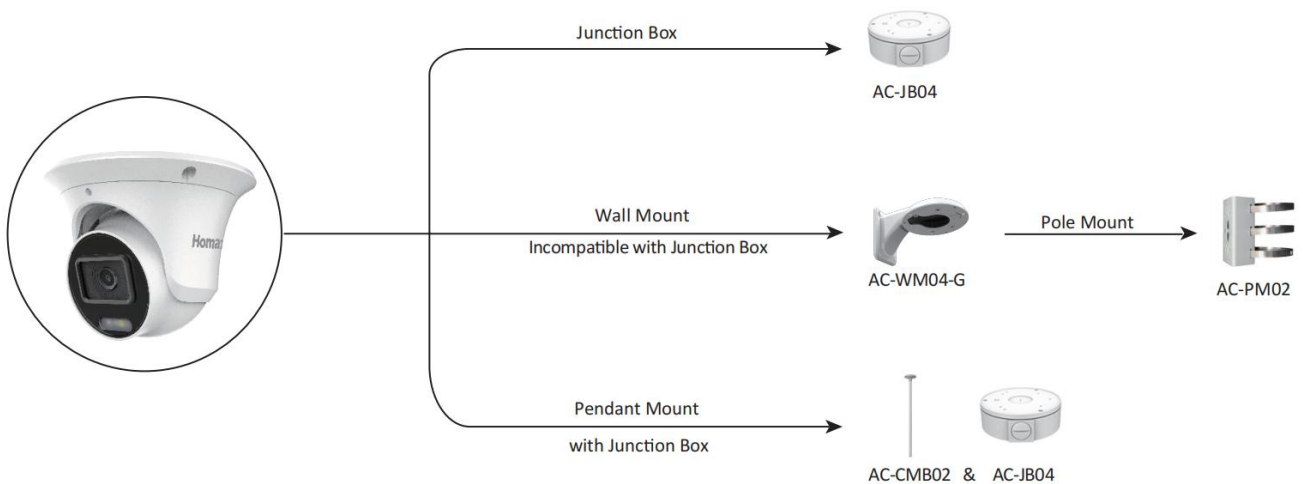 Junction Box
AC-JB04
Homa
Wall Mount
Incompatible with Junction Box
AC-WM04-G
Pole Mount
AC-PM02
Pendant Mount
with Junction Box
AC-CMB02 & AC-JB04